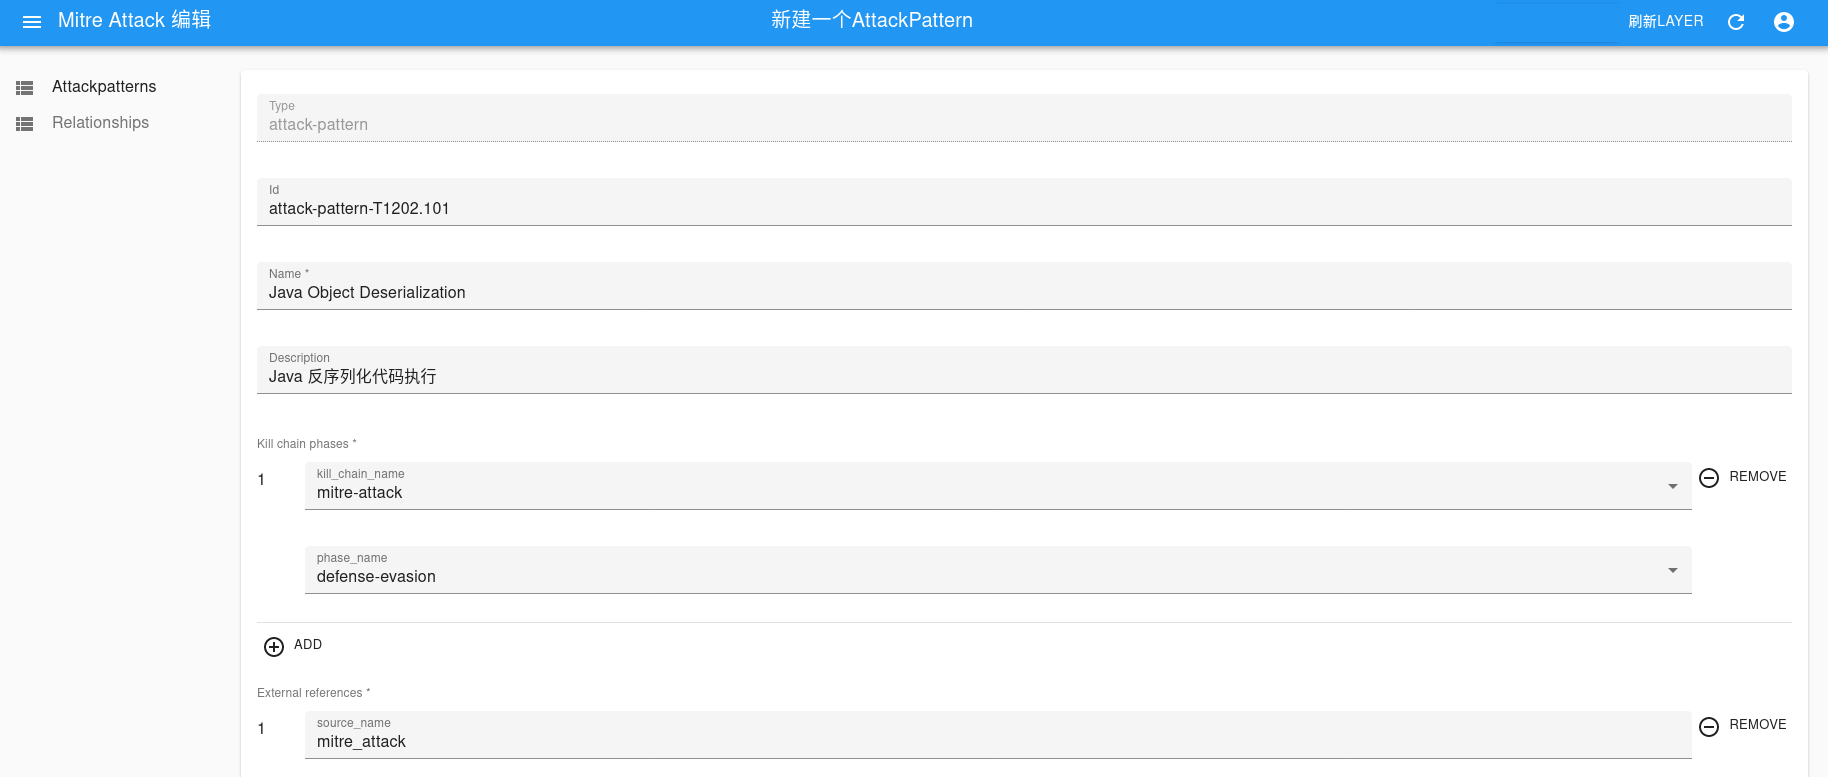 Mitre Attack 编辑
新建一个AttackPattern
刷新LAYER
Attackpatterns
Relationships
Type
attack-pattern
Id
attack-pattern-T1202.101
Name *
Java Object Deserialization
Description
Java 反序列化代码执行
Kill chain phases *
1
kill_chain_name
mitre-attack
REMOVE
phase_name
defense-evasion
ADD
External references *
1
source_name
mitre_attack
REMOVE